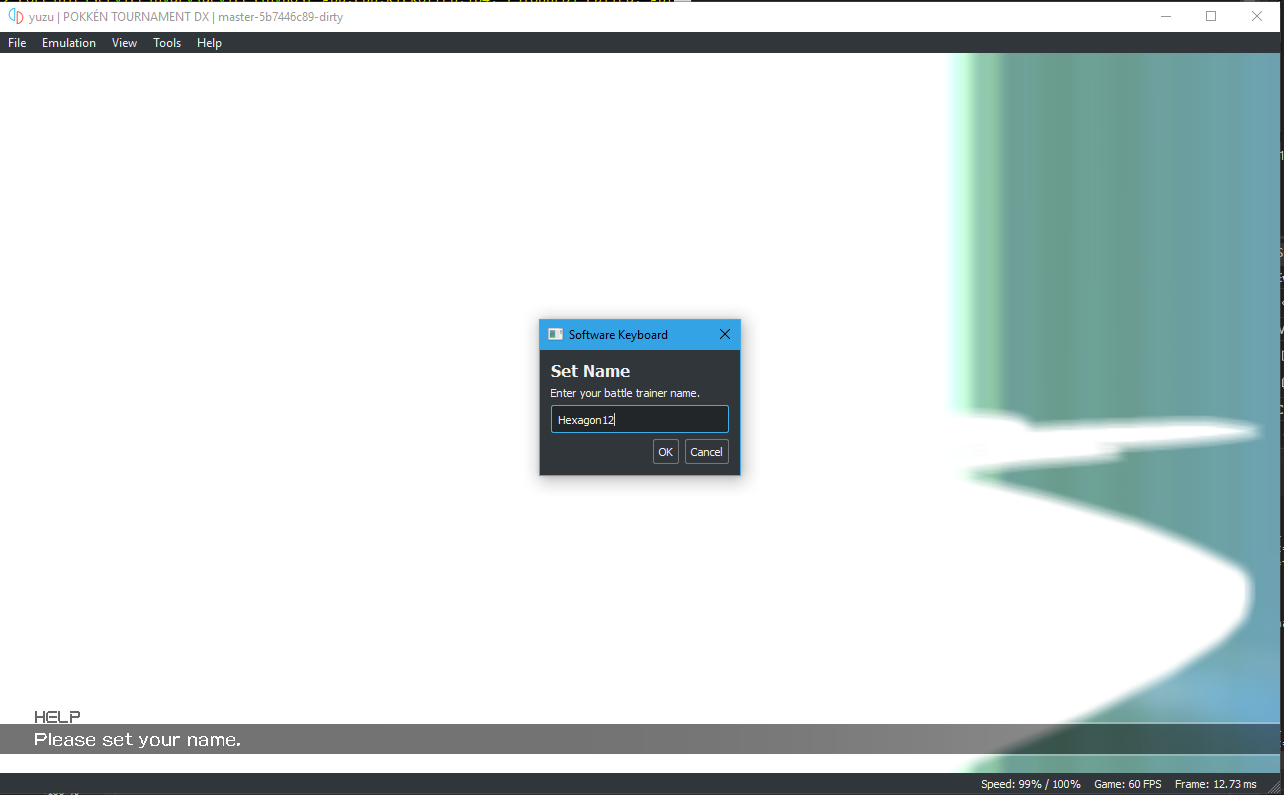 yuzu | POKKÉN TOURNAMENT DX | master-5b7446c89-dirty
File Emulation View Tools Help
Software Keyboard
Set Name
Enter your battle trainer name.
Hexagon12
OK Cancel
HELP
Please set your name.
Speed: 99% / 100% Game: 60 FPS Frame: 12.73 ms